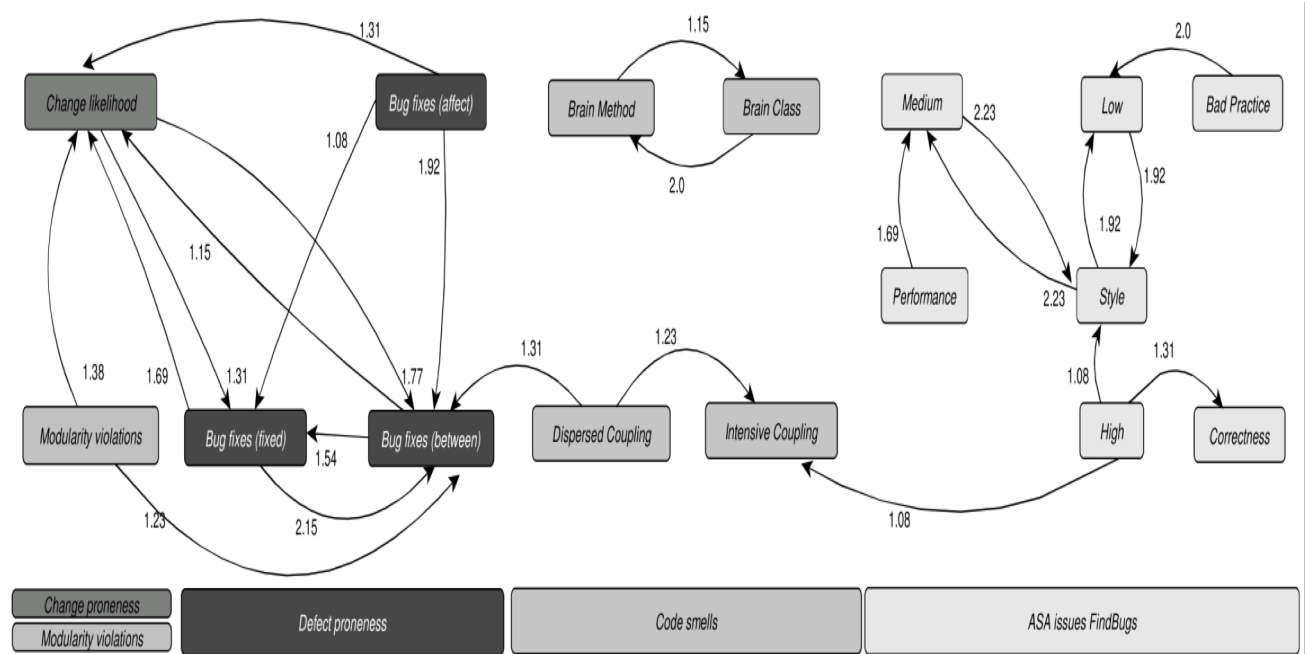 1.31
1.15
2.0
Change likelihood
Bug fixes (affect)
Brain Method
Brain Class
Medium
Low
Bad Practice
2.23
1.08
1.92
1.92
2.0
1.15
1.69
1.92
Performance
2.23
Style
1.31
1.23
1.31
1.38
1.69
1.31
1.77
1.08
Modularity violations
Bug fixes (fixed)
Bug fixes (between)
Dispersed Coupling
Intensive Coupling
High
Correctness
1.54
1.23
2.15
1.08
Change proneness
Modularity violations
Defect proneness
Code smells
ASA issues FindBugs